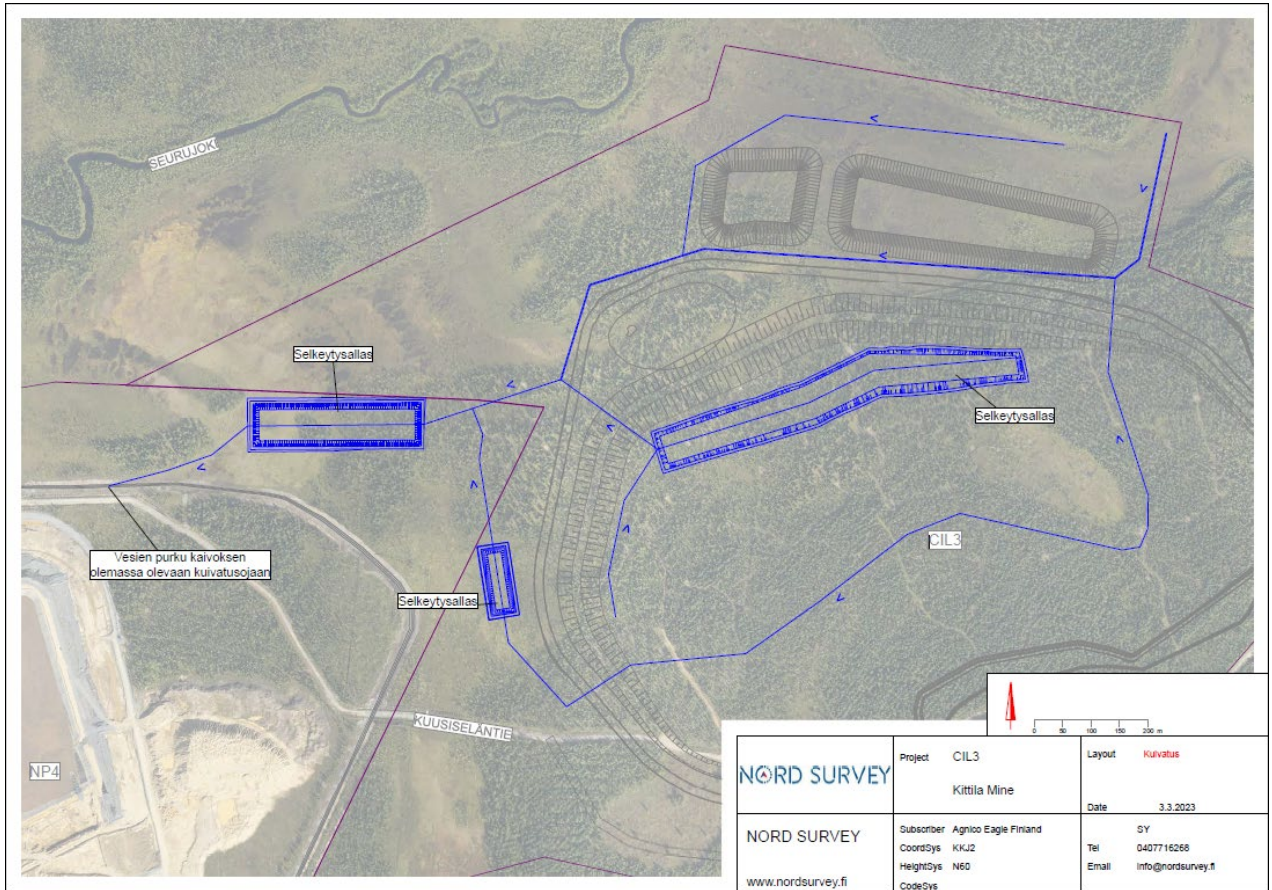 SEURUJOKI
Selkeytysallas
Selkeytysallas
CIL3
Vesien purku kaivoksen
olemassa olevaan kuivatusojaan
Selkeytysallas
KUUSISELÄNTIE
NP4
0 50 100 150 200 m
NORD SURVEY
Project CIL3
Kittila Mine
Layout Kuivatus
Date 3.3.2023
NORD SURVEY
www.nordsurvey.fi
Subscriber Agnico Eagle Finland
CoordSys KKJ2
HeightSys N60
CodeSys
SY
Tel 0407716268
Email info@nordsurvey.fi